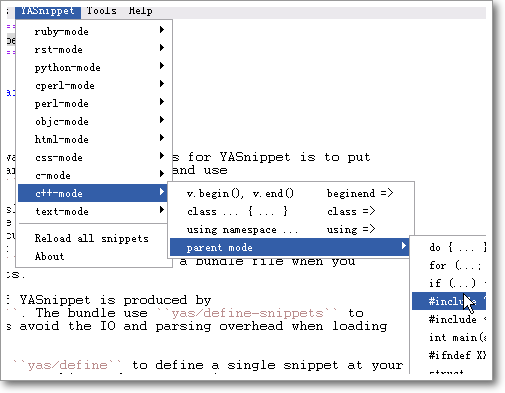 YASnippet Tools Help
ruby-mode
rst-mode
python-mode
cperl-mode
perl-mode
objc-mode
html-mode
css-mode
c-mode
c++-mode
text-mode
Reload all snippets
About
v.begin(), v.end() beginend =>
class ... { ... } class =>
using namespace ... using =>
parent mode
do { ... }
for (...;
if (...)
#include
#include <
int main(
#ifndef XX
struct
s for YASnippet is to put
and use
a bundle file when you
YASnippet is produced by
``. The bundle use ``yas/define-snippets`` to
s avoid the IO and parsing overhead when loading
``yas/define`` to define a single snippet at your